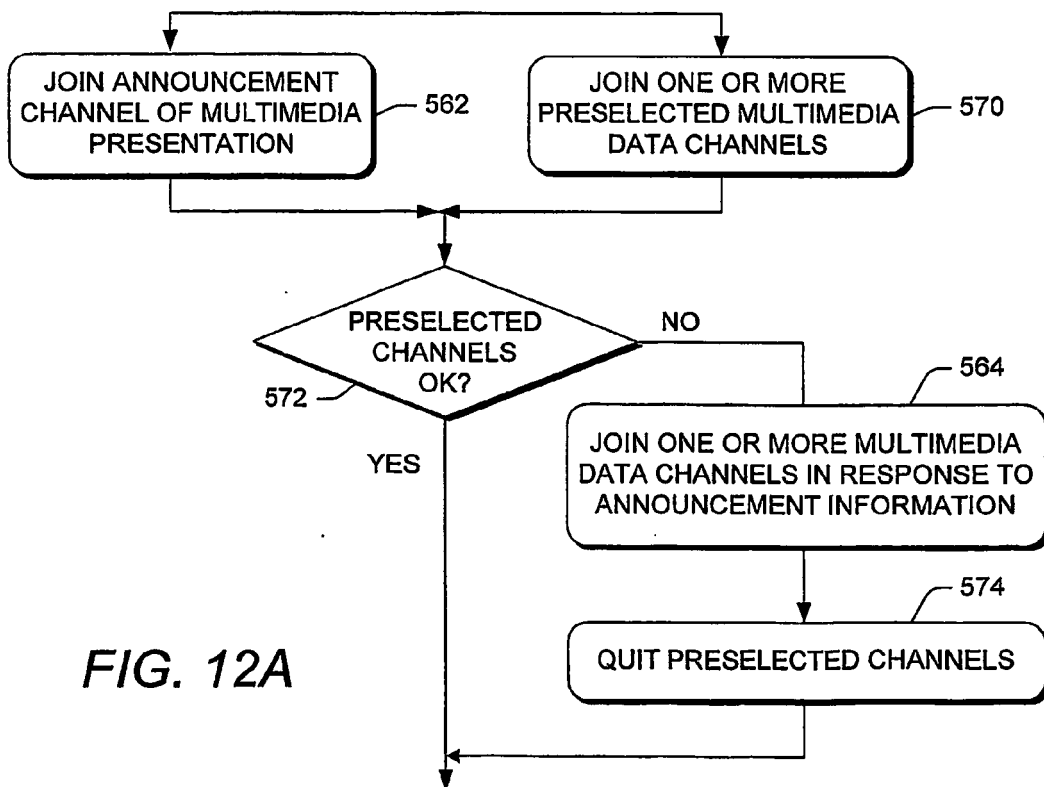 JOIN ANNOUNCEMENT
CHANNEL OF MULTIMEDIA
PRESENTATION
562
JOIN ONE OR MORE
PRESELECTED MULTIMEDIA
DATA CHANNELS
570
PRESELECTED
CHANNELS
OK?
572
NO
YES
564
JOIN ONE OR MORE MULTIMEDIA
DATA CHANNELS IN RESPONSE TO
ANNOUNCEMENT INFORMATION
574
QUIT PRESELECTED CHANNELS
FIG. 12A